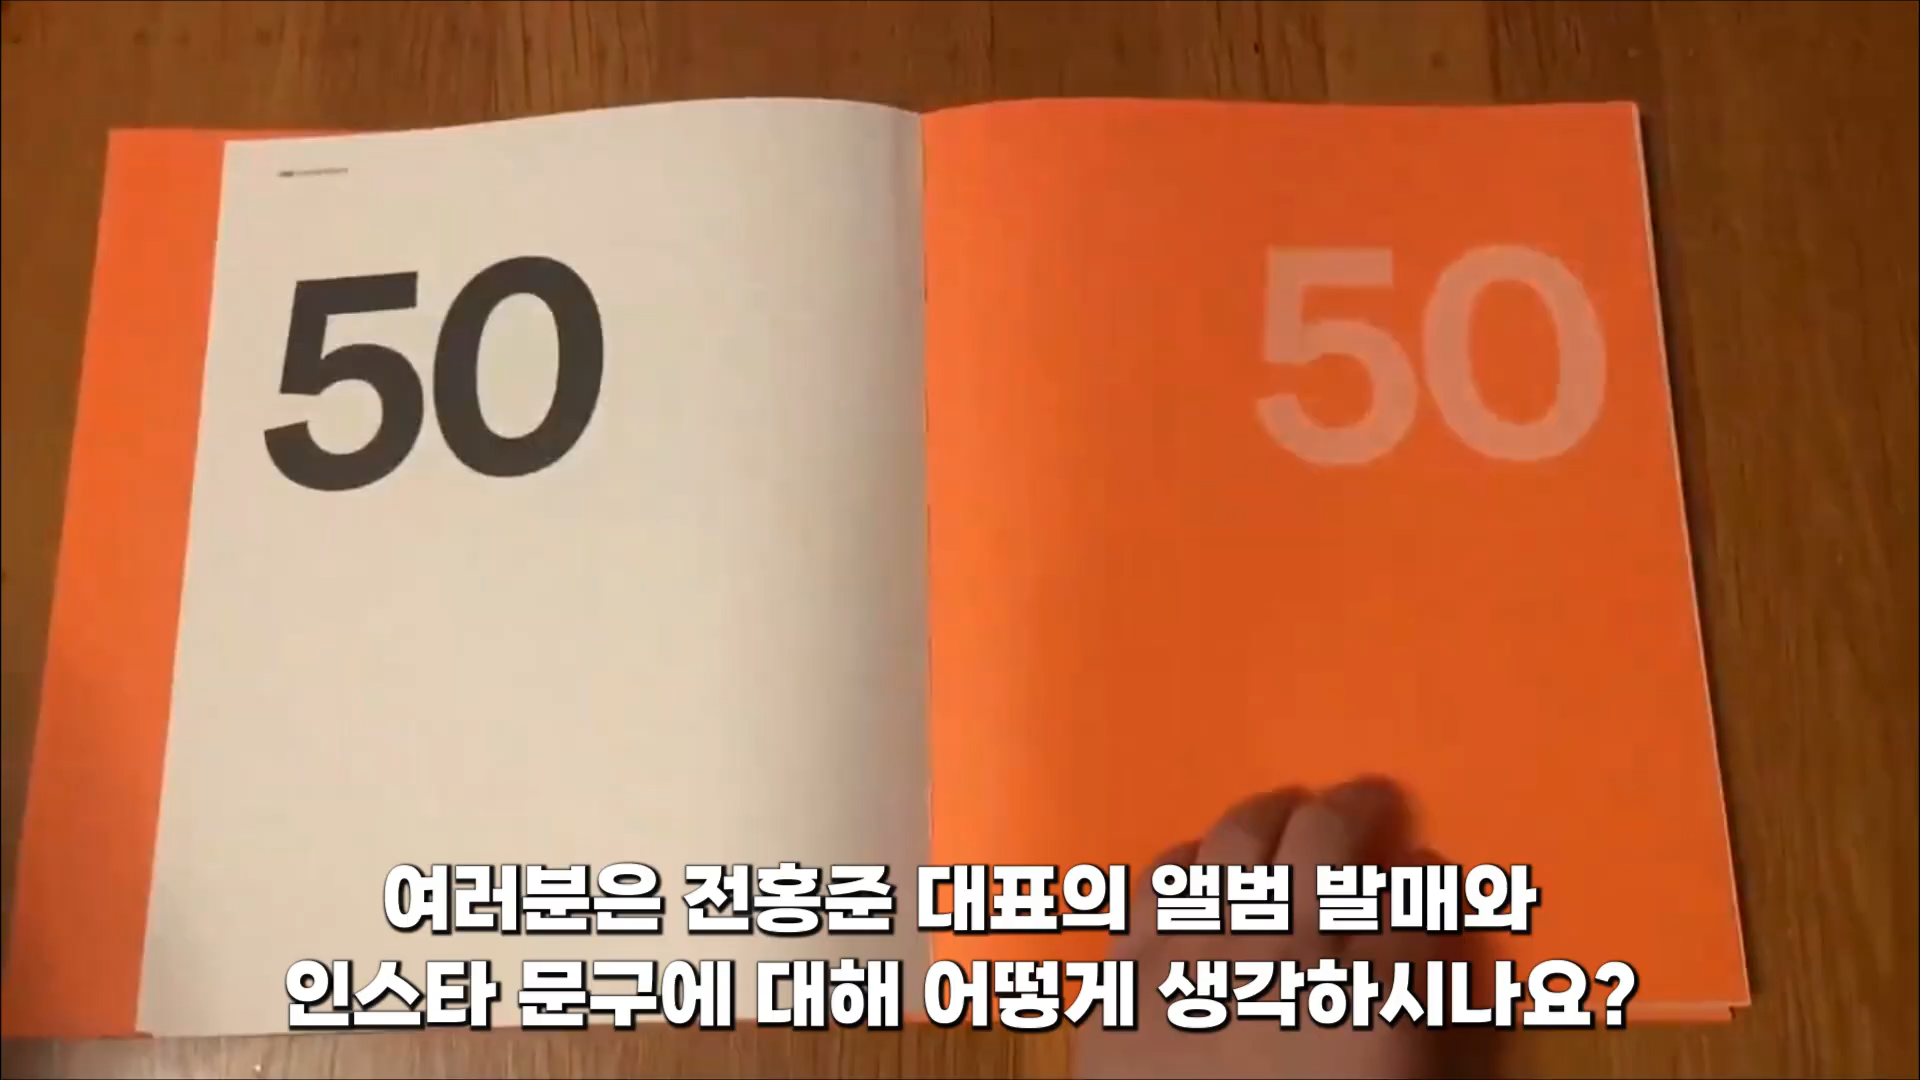 50
50
여러분은 전홍준 대표의 앨범 발매와
인스타 문구에 대해 어떻게 생각하시나요?